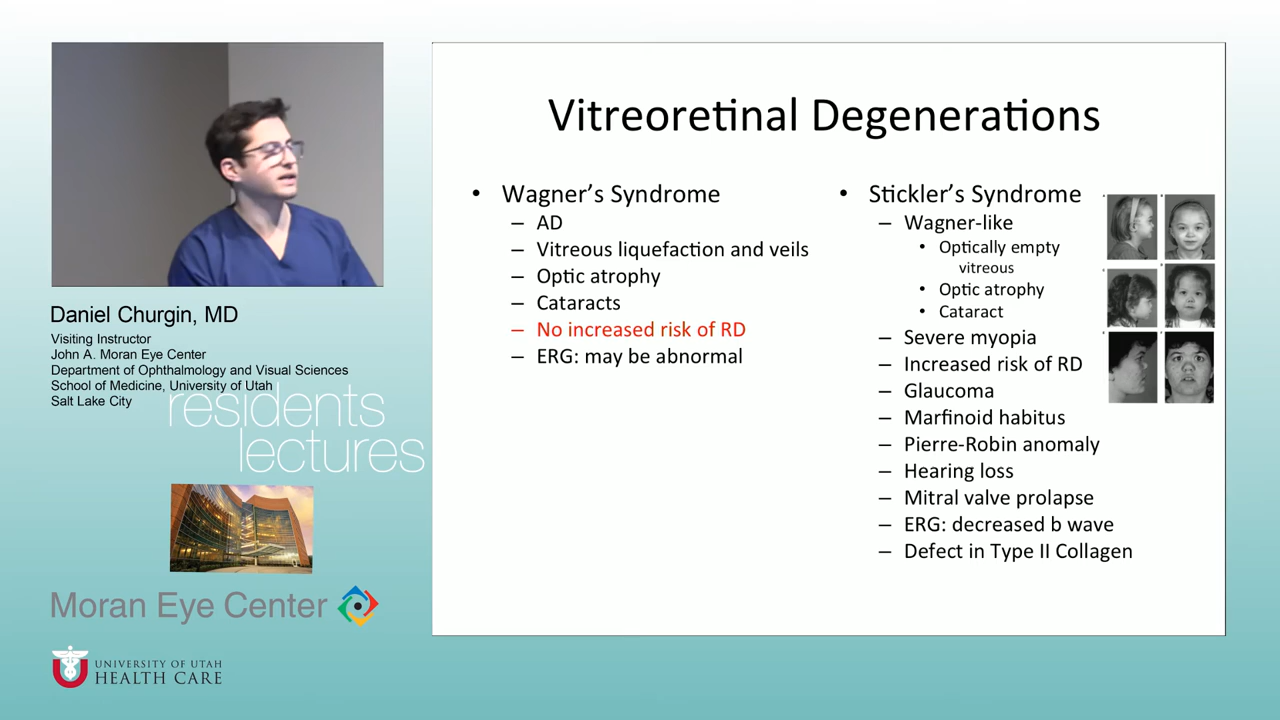 Vitreoretinal Degenerations
• Wagner's Syndrome
– AD
– Vitreous liquefaction and veils
– Optic atrophy
– Cataracts
– No increased risk of RD
– ERG: may be abnormal
• Stickler's Syndrome
– Wagner-like
• Optically empty
vitreous
• Optic atrophy
• Cataract
– Severe myopia
– Increased risk of RD
– Glaucoma
– Marfinoid habitus
– Pierre-Robin anomaly
– Hearing loss
– Mitral valve prolapse
– ERG: decreased b wave
– Defect in Type II Collagen
Daniel Churgin, MD
Visiting Instructor
John A. Moran Eye Center
Department of Ophthalmology and Visual Sciences
School of Medicine, University of Utah
Salt Lake City
residents
lectures
Moran Eye Center
UNIVERSITY OF UTAH
HEALTH CARE